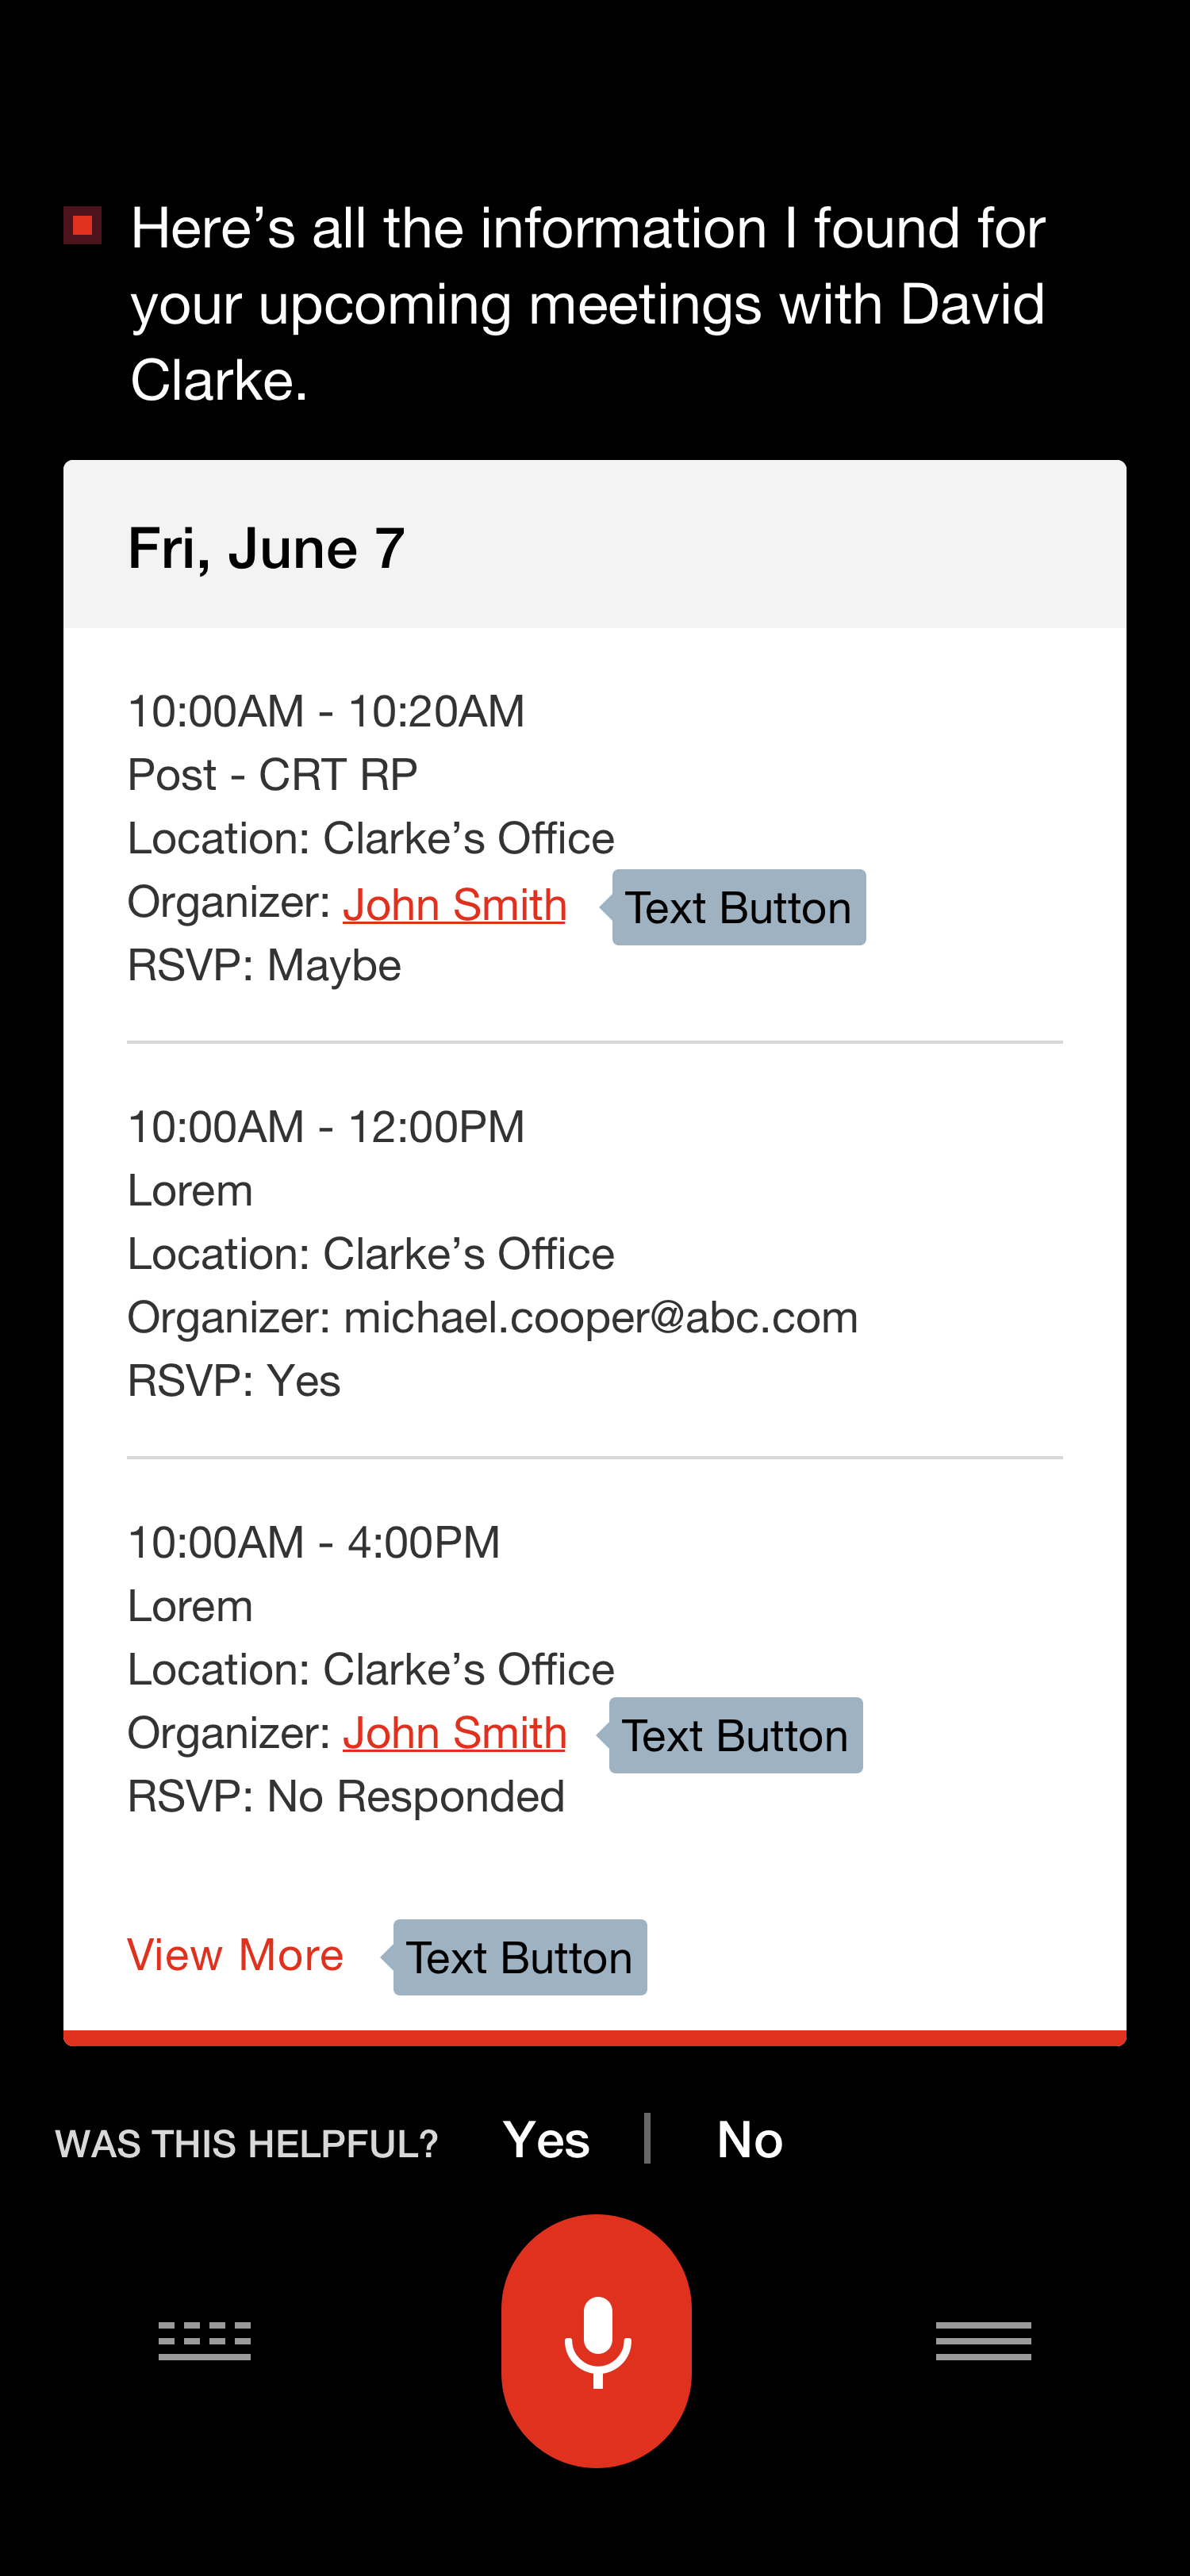 Here’s all the information I found for
your upcoming meetings with David
Clarke.
Fri, June 7
10:00AM - 10:20AM
Post - CRT RP
Location: Clarke’s Office
Organizer: John Smith Text Button
RSVP: Maybe
10:00AM - 12:00PM
Lorem
Location: Clarke’s Office
Organizer: michael.cooper@abc.com
RSVP: Yes
10:00AM - 4:00PM
Lorem
Location: Clarke’s Office
Organizer: John Smith Text Button
RSVP: No Responded
View More Text Button
WAS THIS HELPFUL? Yes | No